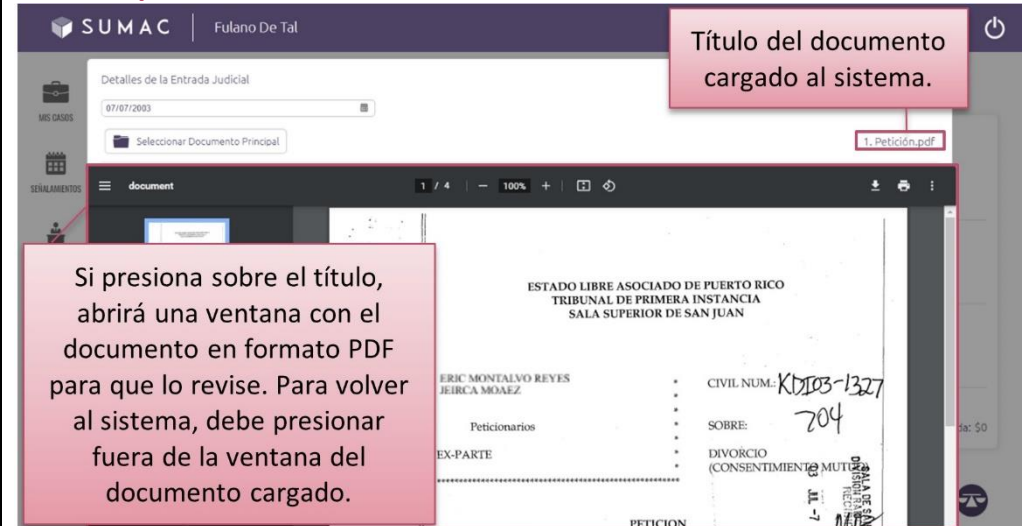 SUMAC
Fulano De Tal
Título del documento
cargado al sistema.
Detalles de la Entrada Judicial
07/07/2003
MIS CASOS
Seleccionar Documento Principal
1. Petición.pdf
SEÑALAMIENTOS
document
1 / 4
100%
Si presiona sobre el título,
abrirá una ventana con el
documento en formato PDF
para que lo revise. Para volver
al sistema, debe presionar
fuera de la ventana del
documento cargado.
ESTADO LIBRE ASOCIADO DE PUERTO RICO
TRIBUNAL DE PRIMERA INSTANCIA
SALA SUPERIOR DE SAN JUAN
ERIC MONTALVO REYES
JEIRCA MOAEZ
CIVIL NUM.: KDI03-1327
Peticionarios
SOBRE: 704
EX-PARTE
DIVORCIO
(CONSENTIMIENTO MUTUO
03 JUL -7
PETICION
da: $0